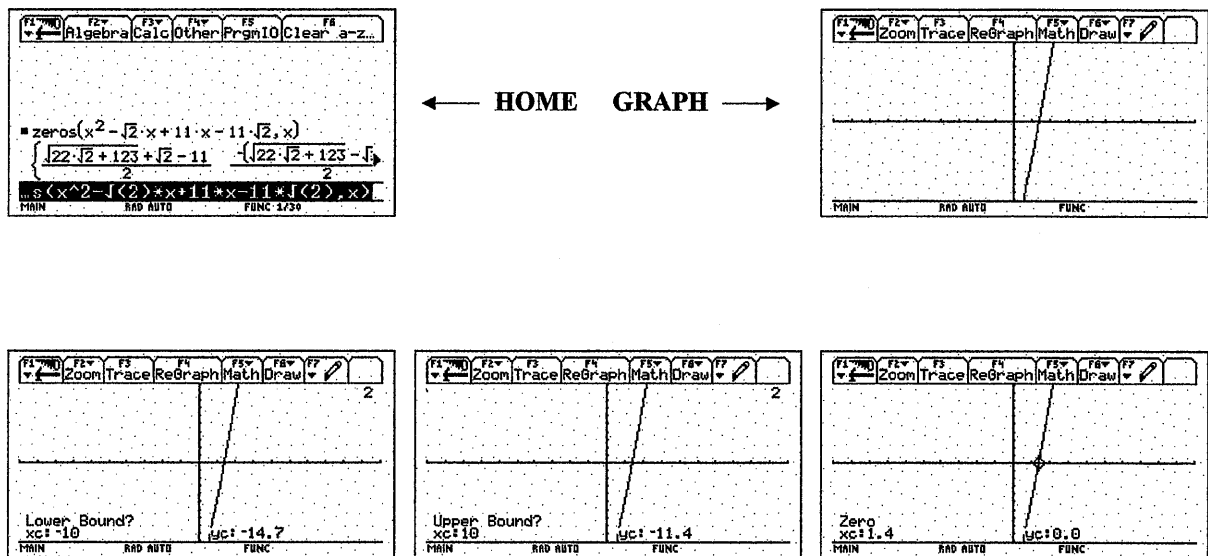 F1 F2 F3 F4 F5 F6
Algebra Calc Other PrgmIO Clear a-z…
■ zeros(x² - √2·x + 11·x - 11·√2, x)
{ (√(22·√2 + 123) + √2 - 11)/2 -(√(22·√2 + 123) - √
…s(x^2-√(2)*x+11*x-11*√(2),x)
MAIN RAD AUTO FUNC 1/30
← HOME GRAPH →
F1 F2 F3 F4 F5 F6 F7
Zoom Trace ReGraph Math Draw
MAIN RAD AUTO FUNC
F1 F2 F3 F4 F5 F6 F7
Zoom Trace ReGraph Math Draw
2
Lower Bound?
xc: -10 yc: -14.7
MAIN RAD AUTO FUNC
F1 F2 F3 F4 F5 F6 F7
Zoom Trace ReGraph Math Draw
2
Upper Bound?
xc: 10 yc: -11.4
MAIN RAD AUTO FUNC
F1 F2 F3 F4 F5 F6 F7
Zoom Trace ReGraph Math Draw
Zero
xc: 1.4 yc: 0.0
MAIN RAD AUTO FUNC